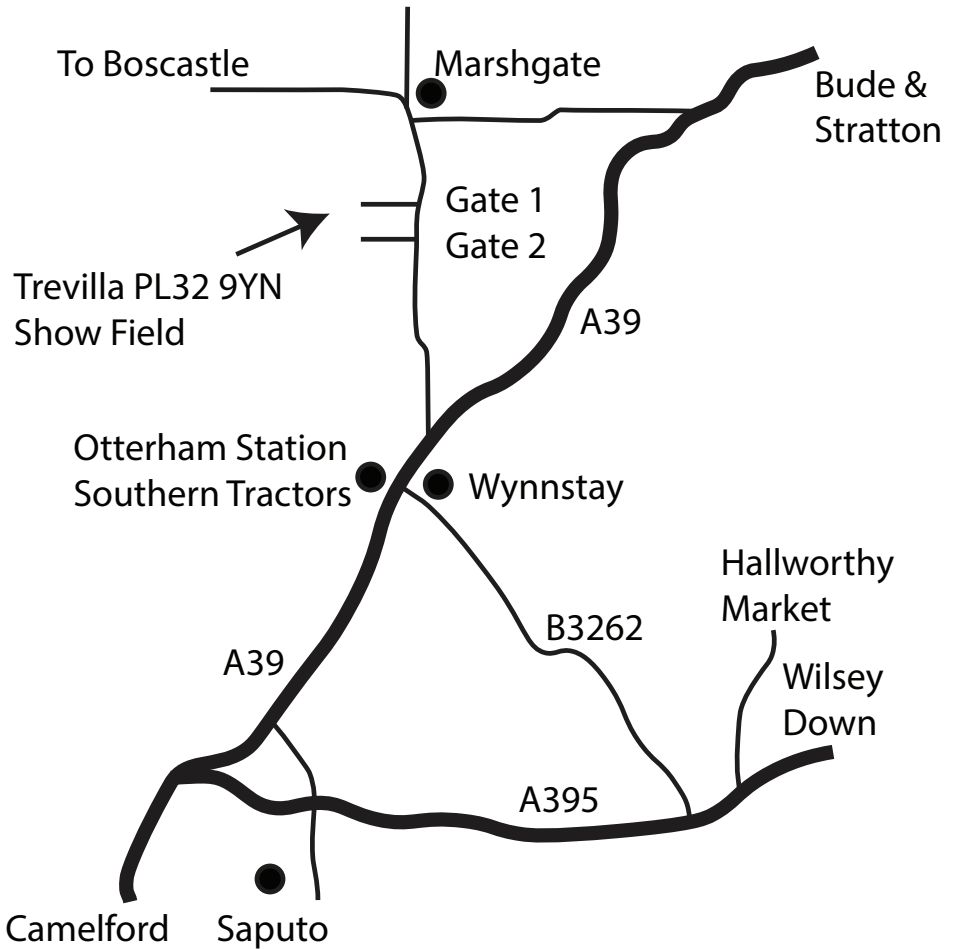 To Boscastle
Marshgate
Bude &
Stratton
Gate 1
Gate 2
Trevilla PL32 9YN
Show Field
A39
Otterham Station
Southern Tractors
Wynnstay
Hallworthy
Market
B3262
A39
Wilsey
Down
A395
Camelford
Saputo